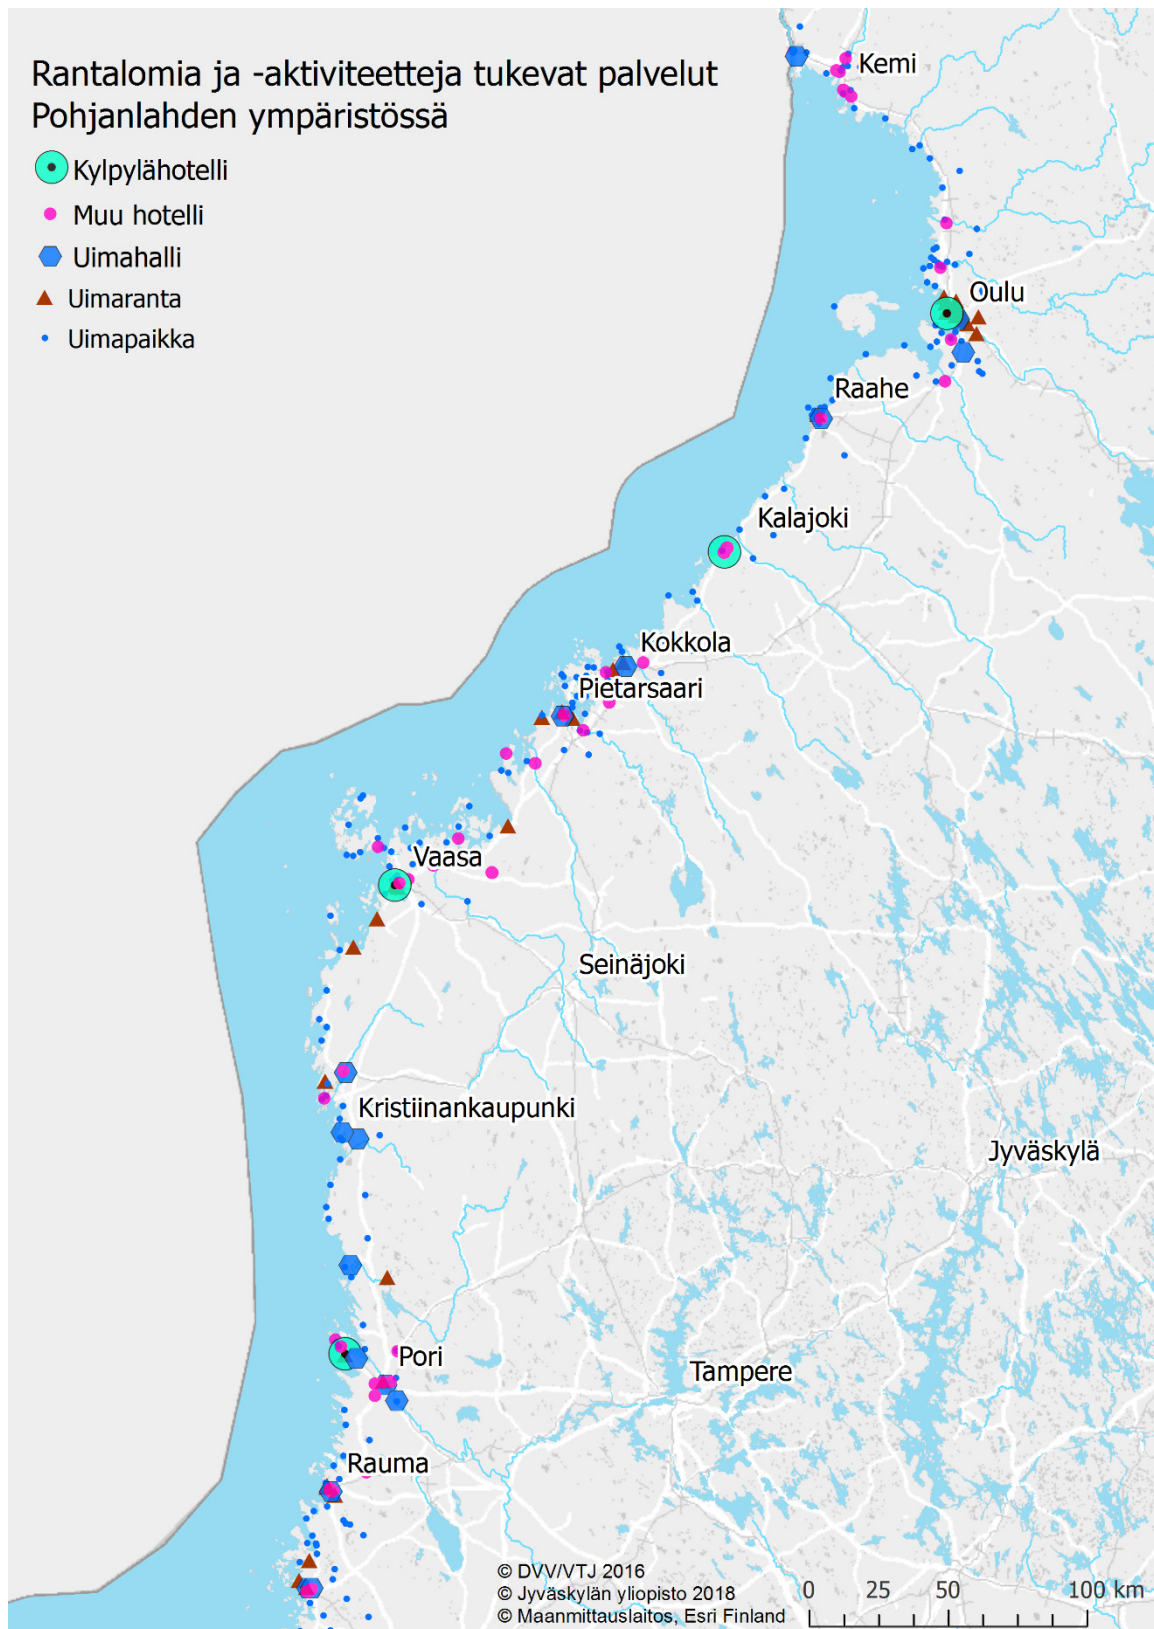 Rantalomia ja -aktiviteetteja tukevat palvelut
Pohjanlahden ympäristössä
Kylpylähotelli
Muu hotelli
Uimahalli
Uimaranta
Uimapaikka
Kemi
Oulu
Raahe
Kalajoki
Kokkola
Pietarsaari
Vaasa
Seinäjoki
Kristiinankaupunki
Jyväskylä
Pori
Tampere
Rauma
© DVV/VTJ 2016
© Jyväskylän yliopisto 2018
© Maanmittauslaitos, Esri Finland
0 25 50 100 km